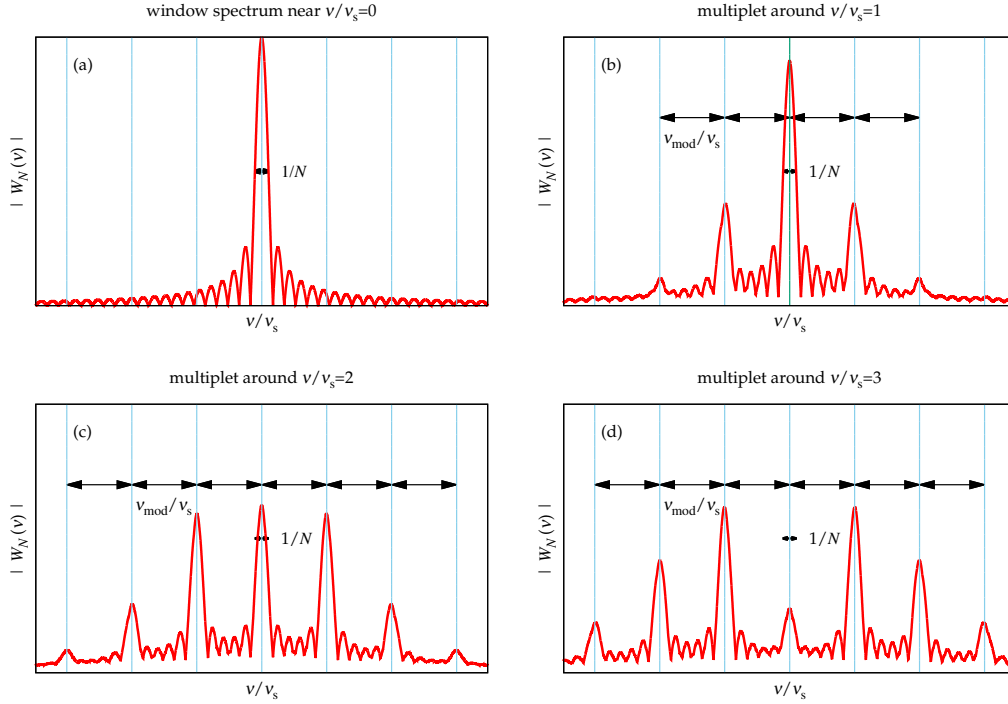 window spectrum near ν/νs=0
(a)
1/N
| WN(ν) |
ν/νs
multiplet around ν/νs=1
(b)
νmod/νs
1/N
| WN(ν) |
ν/νs
multiplet around ν/νs=2
(c)
νmod/νs
1/N
| WN(ν) |
ν/νs
multiplet around ν/νs=3
(d)
νmod/νs
1/N
| WN(ν) |
ν/νs